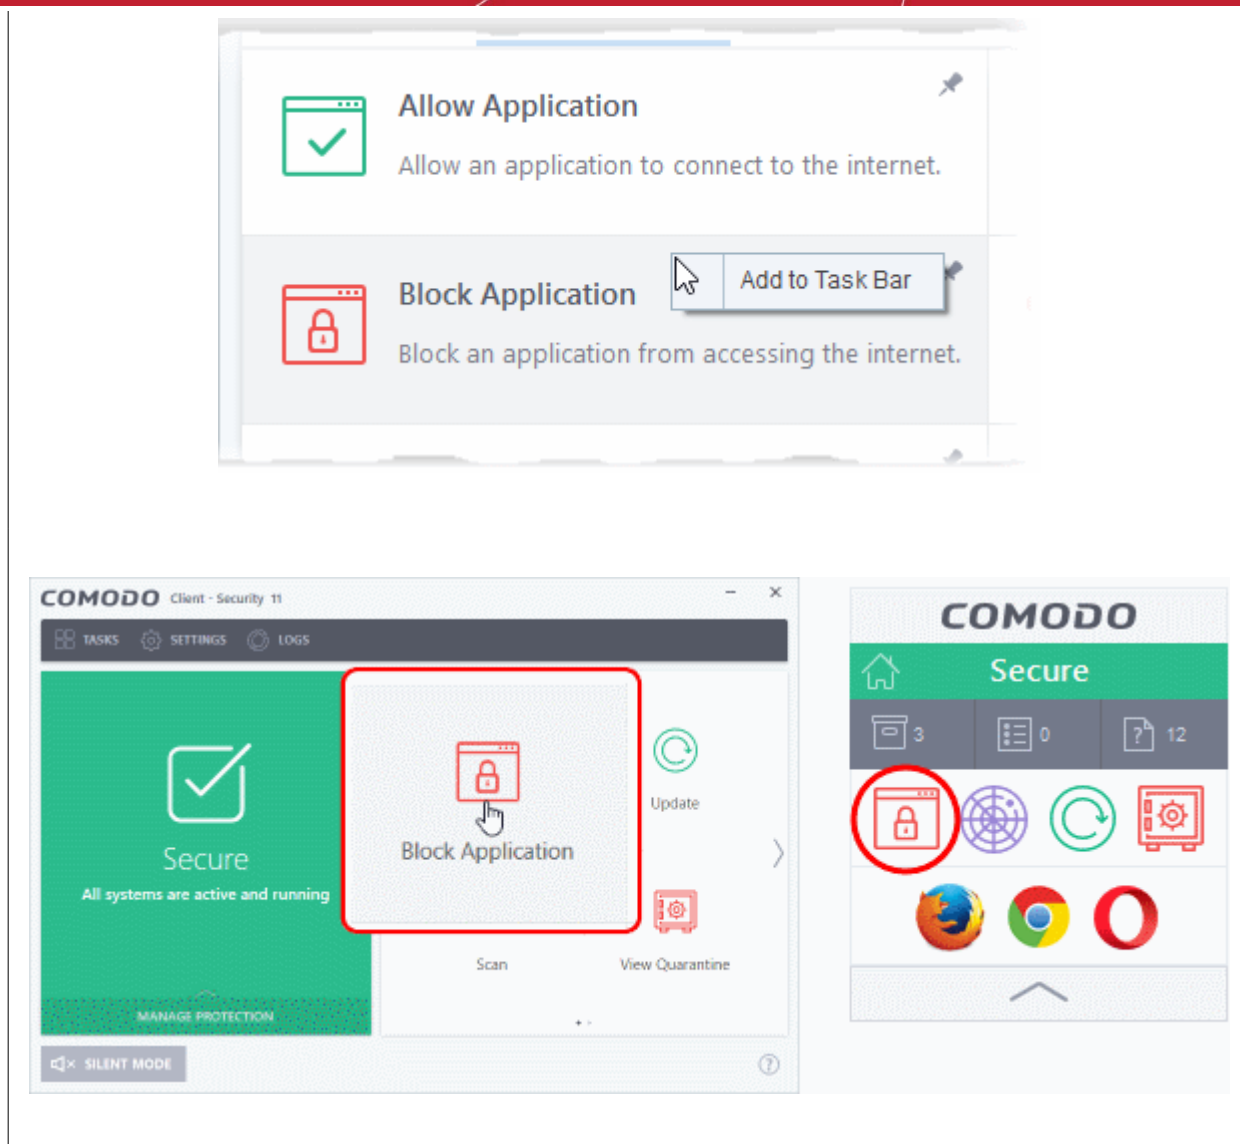 Allow Application
Allow an application to connect to the internet.
Block Application
Add to Task Bar
Block an application from accessing the internet.
COMODO Client - Security 11
TASKS SETTINGS LOGS
Secure
All systems are active and running
MANAGE PROTECTION
Block Application
Update
Scan
View Quarantine
SILENT MODE
?
COMODO
Secure
3 0 ? 12